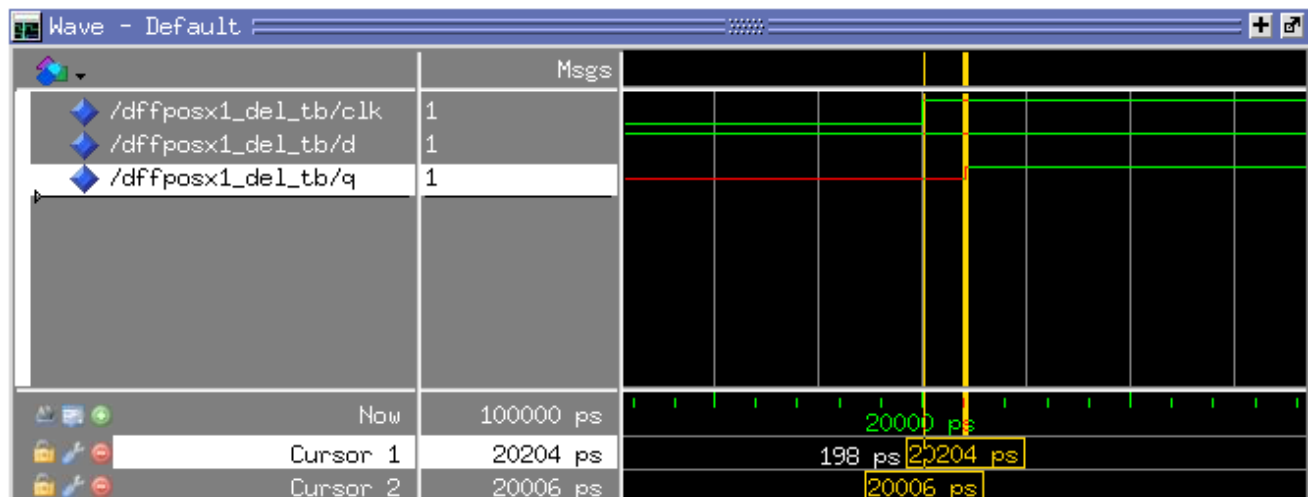 Wave - Default
Msgs
/dffposx1_del_tb/clk 1
/dffposx1_del_tb/d 1
/dffposx1_del_tb/q 1
Now 100000 ps 20000 ps
Cursor 1 20204 ps 198 ps 20204 ps
Cursor 2 20006 ps 20006 ps